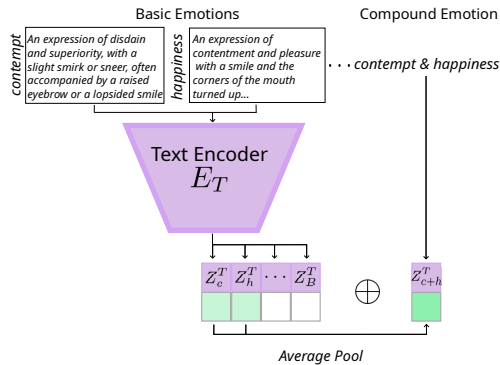 Basic Emotions
Compound Emotion
contempt
An expression of disdain
and superiority, with a
slight smirk or sneer, often
accompanied by a raised
eyebrow or a lopsided smile
happiness
An expression of
contentment and pleasure
with a smile and the
corners of the mouth
turned up...
··· contempt & happiness
Text Encoder
E_T
Z_c^T Z_h^T ··· Z_B^T
⊕
Z_{c+h}^T
Average Pool